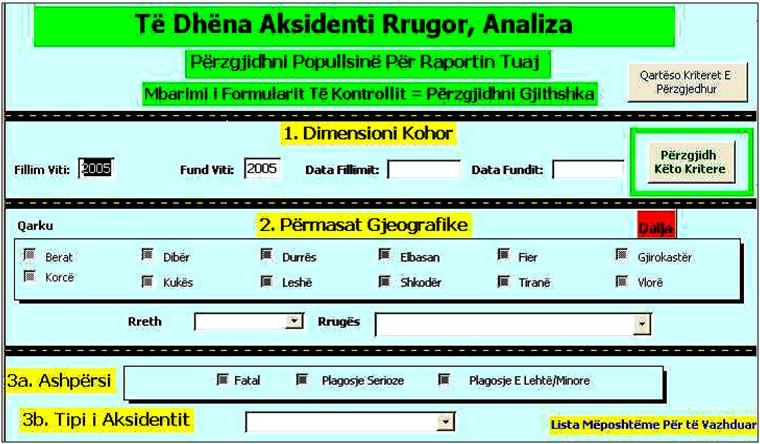 Të Dhëna Aksidenti Rrugor, Analiza
Përzgjidhni Popullsinë Për Raportin Tuaj
Mbarimi i Formularit Të Kontrollit = Përzgjidhni Gjithshka
Qartëso Kriteret E
Përzgjedhur
1. Dimensioni Kohor
Fillim Viti: 2005 Fund Viti: 2005 Data Fillimit: Data Fundit:
Përzgjidh
Këto Kritere
Qarku 2. Përmasat Gjeografike Dalja
Berat Dibër Durrës Elbasan Fier Gjirokastër
Korcë Kukës Leshë Shkodër Tiranë Vlorë
Rreth Rrugës
3a. Ashpërsi Fatal Plagosje Serioze Plagosje E Lehtë/Minore
3b. Tipi i Aksidentit Lista Mëposhtëme Për të Vazhduar